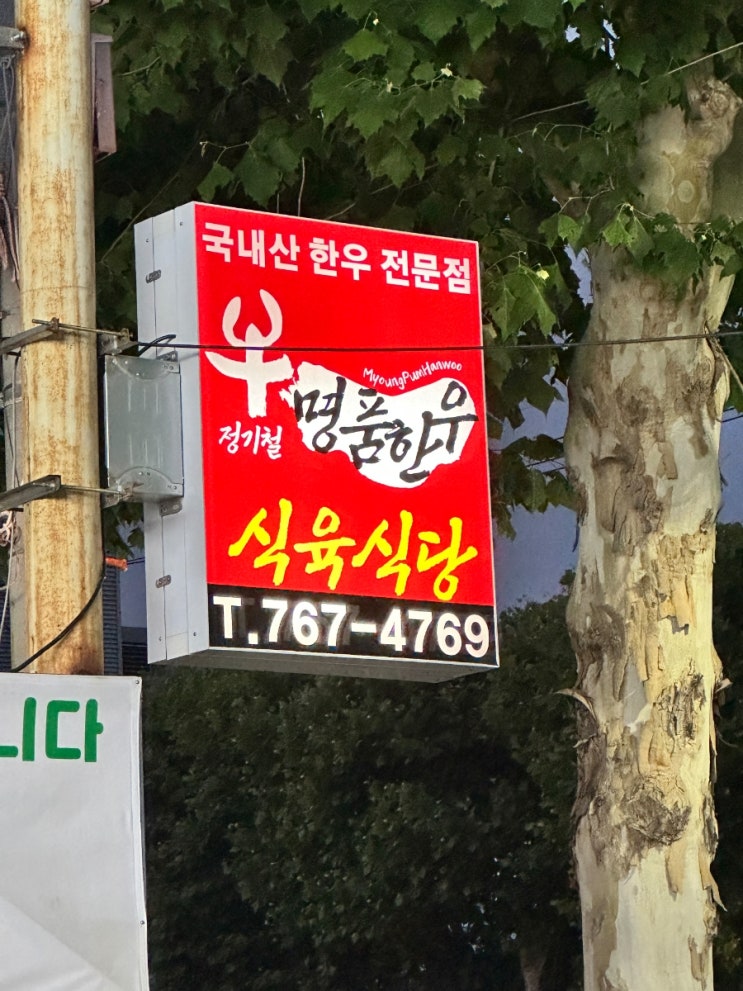 국내산 한우 전문점
MyoungPumHanwoo
명품한우
정기철
식육식당
T.767-4769
니다